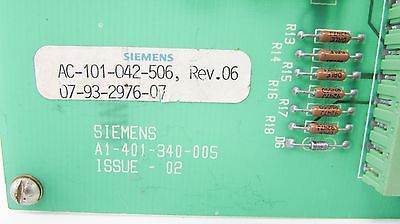 SIEMENS
AC-101-042-506, Rev.06
07-93-2976-07
SIEMENS
A1-401-340-005
ISSUE - 02
R13
R14
R15
R16
R17
R18
D6